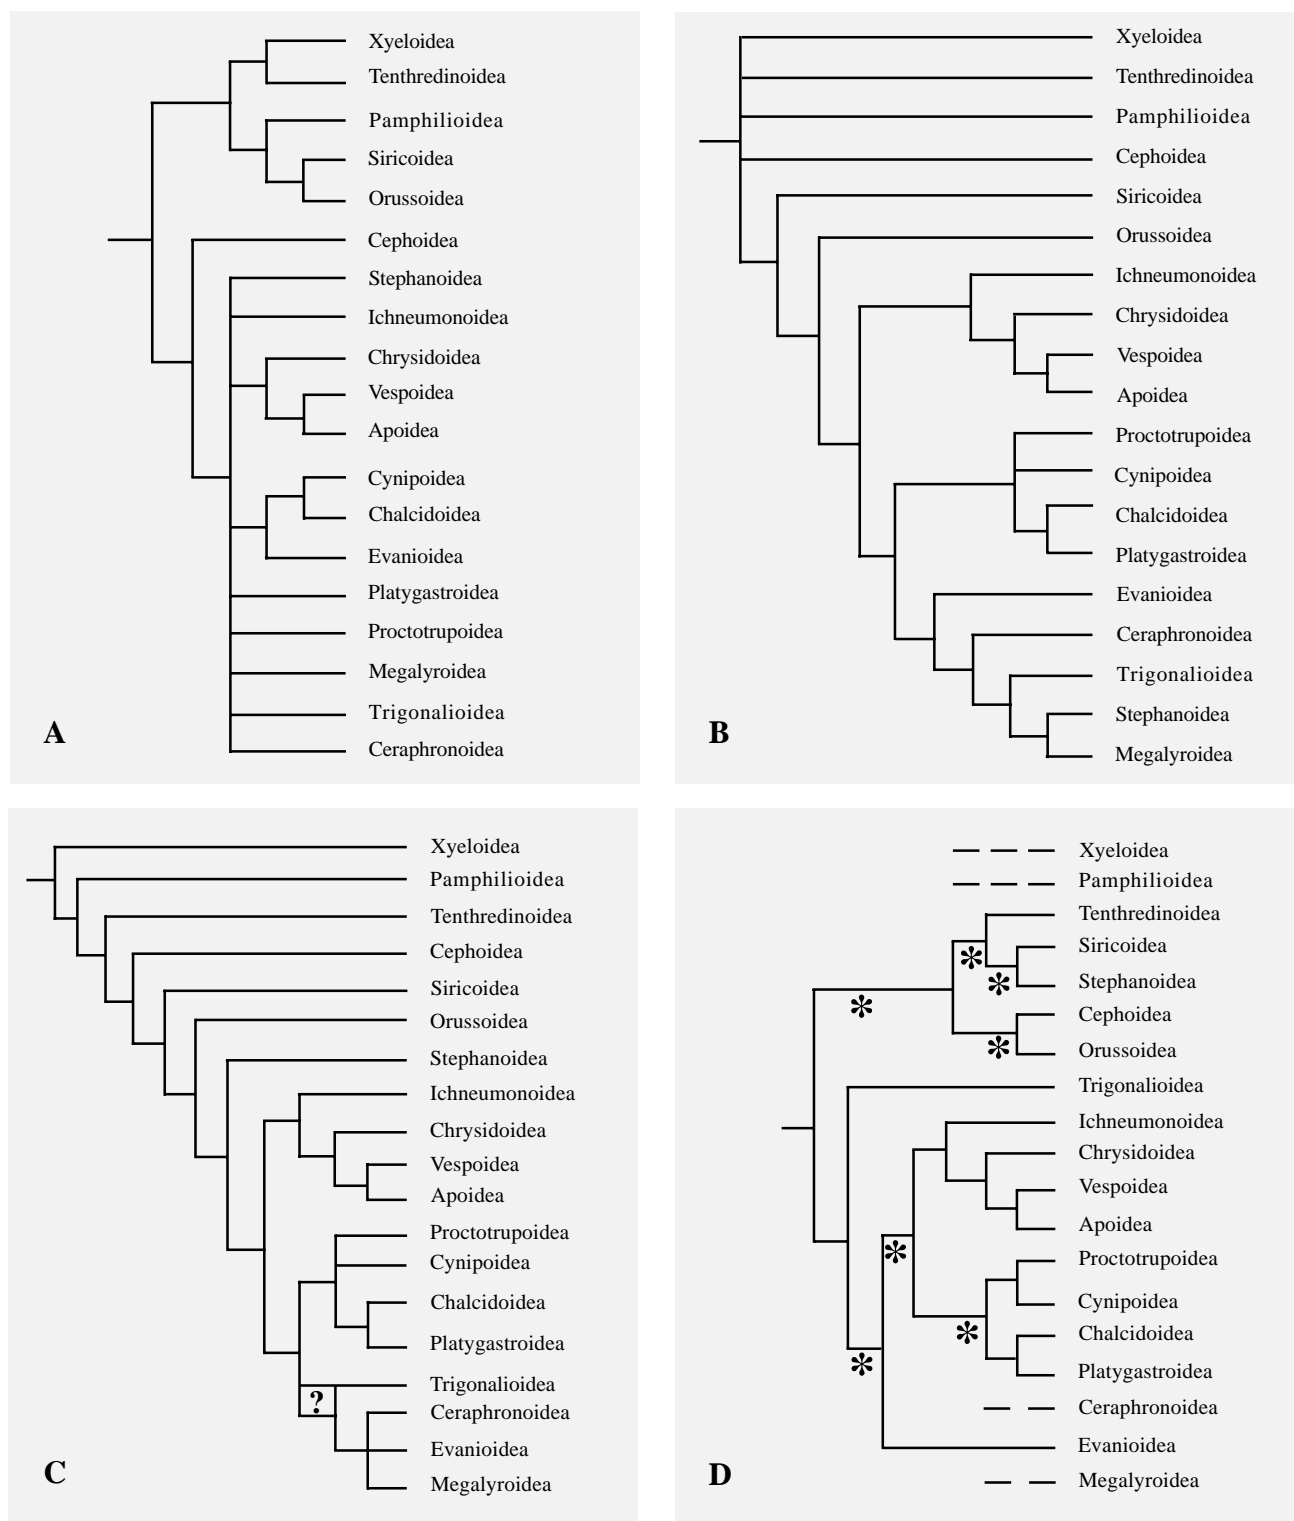 Xyeloidea
Tenthredinoidea
Pamphilioidea
Siricoidea
Orussoidea
Cephoidea
Stephanoidea
Ichneumonoidea
Chrysidoidea
Vespoidea
Apoidea
Cynipoidea
Chalcidoidea
Evanioidea
Platygastroidea
Proctotrupoidea
Megalyroidea
Trigonalioidea
Ceraphronoidea
A
Xyeloidea
Tenthredinoidea
Pamphilioidea
Cephoidea
Siricoidea
Orussoidea
Ichneumonoidea
Chrysidoidea
Vespoidea
Apoidea
Proctotrupoidea
Cynipoidea
Chalcidoidea
Platygastroidea
Evanioidea
Ceraphronoidea
Trigonalioidea
Stephanoidea
Megalyroidea
B
Xyeloidea
Pamphilioidea
Tenthredinoidea
Cephoidea
Siricoidea
Orussoidea
Stephanoidea
Ichneumonoidea
Chrysidoidea
Vespoidea
Apoidea
Proctotrupoidea
Cynipoidea
Chalcidoidea
Platygastroidea
Trigonalioidea
?
Ceraphronoidea
Evanioidea
Megalyroidea
C
Xyeloidea
Pamphilioidea
Tenthredinoidea
Siricoidea
*
Stephanoidea
*
*
Cephoidea
Orussoidea
*
Trigonalioidea
Ichneumonoidea
Chrysidoidea
Vespoidea
Apoidea
*
Proctotrupoidea
Cynipoidea
Chalcidoidea
*
*
Platygastroidea
Ceraphronoidea
Evanioidea
Megalyroidea
D